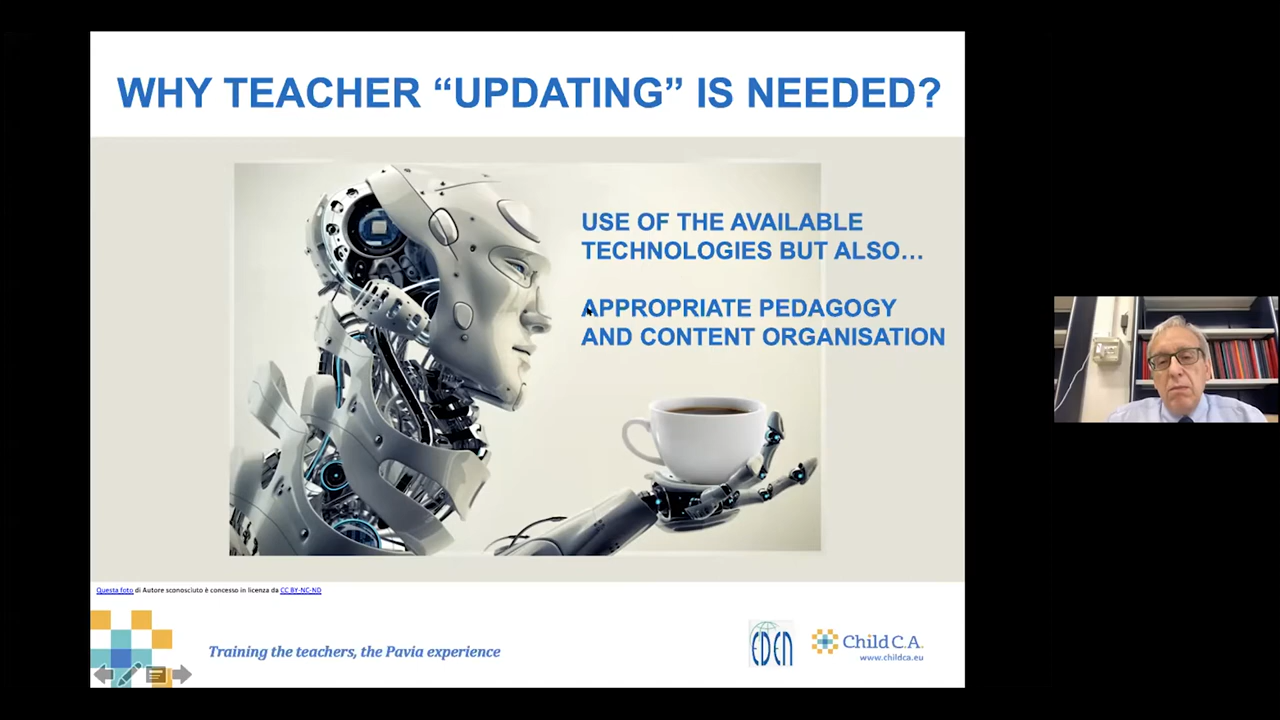 WHY TEACHER “UPDATING” IS NEEDED?
USE OF THE AVAILABLE
TECHNOLOGIES BUT ALSO…
APPROPRIATE PEDAGOGY
AND CONTENT ORGANISATION
Questa foto di Autore sconosciuto è concesso in licenza da CC BY-NC-ND
Training the teachers, the Pavia experience
EDEN
Child C.A.
www.childca.eu